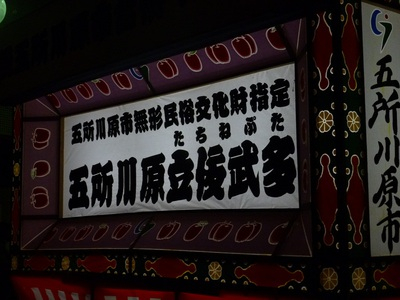 五所川原市無形民俗文化財指定
たちねぷた
五所川原立佞武多
五所川原市